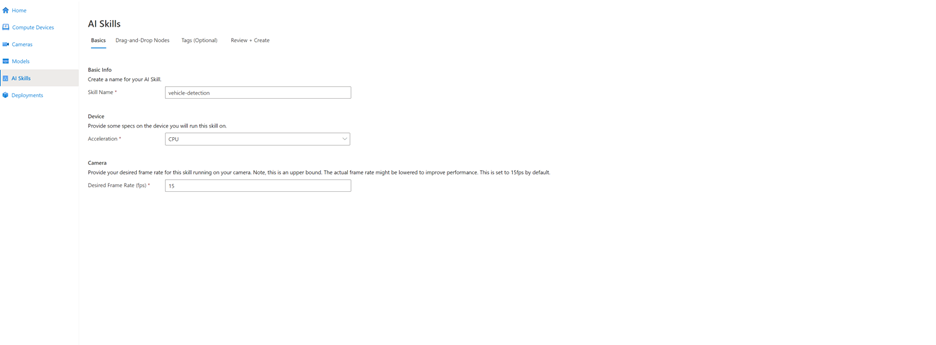 Home
Compute Devices
Cameras
Models
AI Skills
Deployments
AI Skills
Basics Drag-and-Drop Nodes Tags (Optional) Review + Create
Basic Info
Create a name for your AI Skill.
Skill Name * vehicle-detection
Device
Provide some specs on the device you will run this skill on.
Acceleration * CPU
Camera
Provide your desired frame rate for this skill running on your camera. Note, this is an upper bound. The actual frame rate might be lowered to improve performance. This is set to 15fps by default.
Desired Frame Rate (fps) * 15